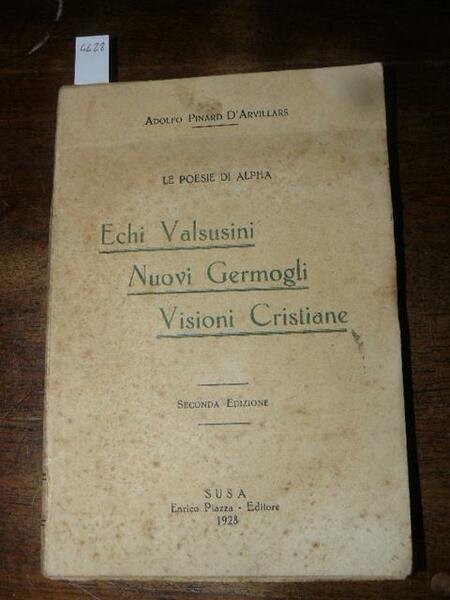 ADOLFO PINARD D'ARVILLARS
LE POESIE DI ALPHA
Echi Valsusini
Nuovi Germogli
Visioni Cristiane
SECONDA EDIZIONE
SUSA
Enrico Piazza - Editore
1928